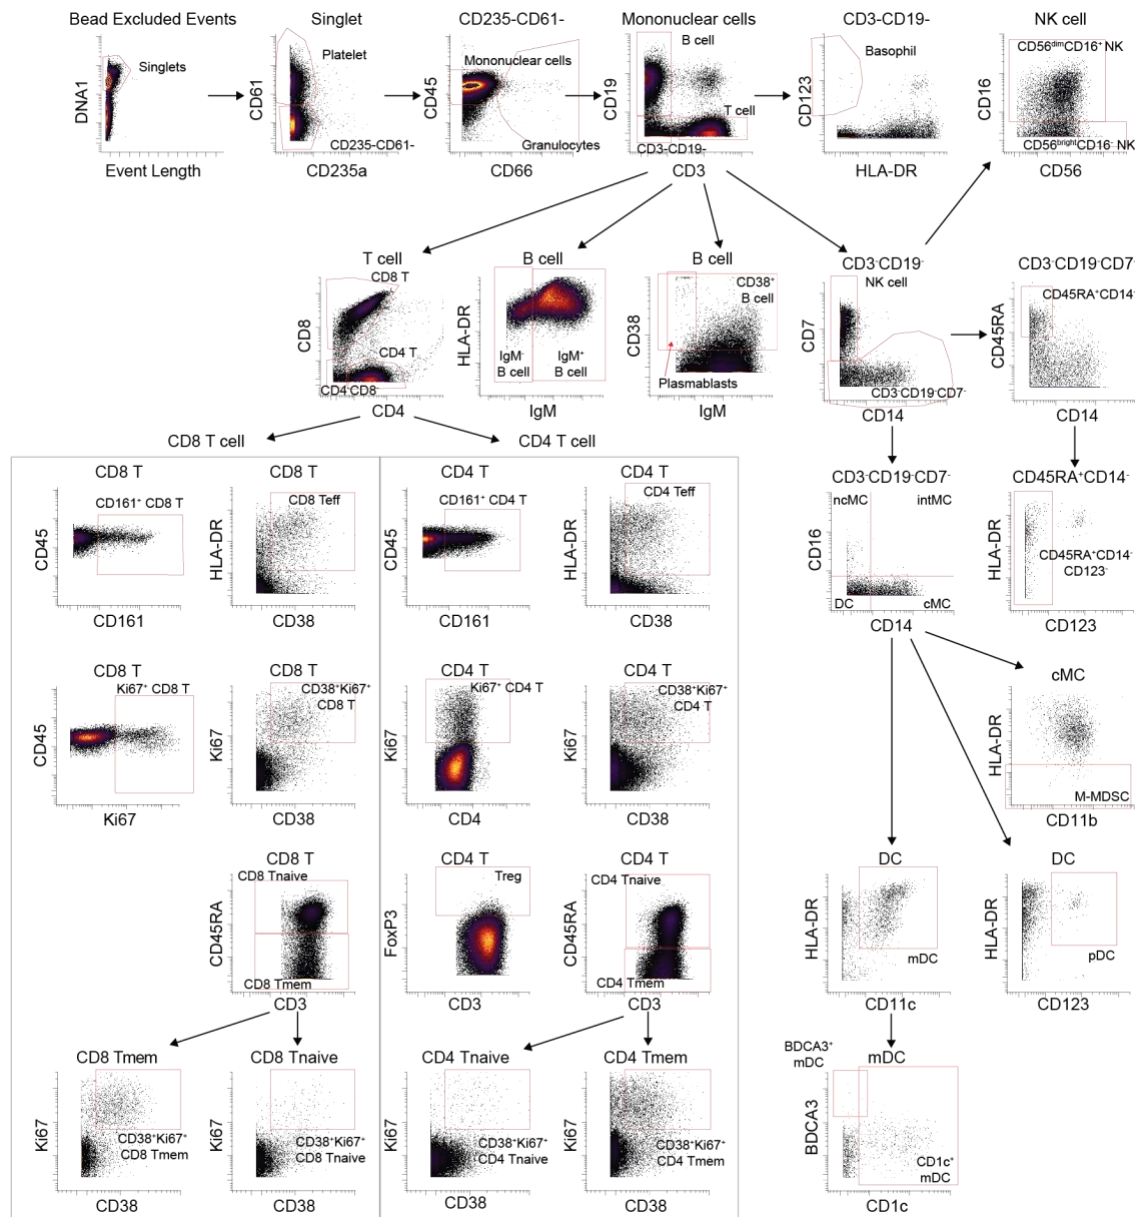 Bead Excluded Events
DNA1
Singlets
Event Length
Singlet
CD61
Platelet
CD235-CD61-
CD235a
CD235-CD61-
CD45
Mononuclear cells
Granulocytes
CD66
Mononuclear cells
CD19
B cell
T cell
CD3-CD19-
CD3
CD3-CD19-
CD123
Basophil
HLA-DR
NK cell
CD16
CD56dimCD16+ NK
CD56brightCD16- NK
CD56
T cell
CD8
CD8 T
CD4 T
CD4-CD8-
CD4
B cell
HLA-DR
IgM-
B cell
IgM+
B cell
IgM
B cell
CD38
CD38+
B cell
Plasmablasts
IgM
CD3-CD19-
CD7
NK cell
CD3-CD19-CD7-
CD14
CD3-CD19-CD7-
CD45RA
CD45RA+CD14-
CD14
CD8 T cell
CD4 T cell
CD8 T
CD45
CD161+ CD8 T
CD161
CD8 T
HLA-DR
CD8 Teff
CD38
CD4 T
CD161+ CD4 T
CD45
CD161
CD4 T
HLA-DR
CD4 Teff
CD38
CD3-CD19-CD7-
CD16
ncMC
intMC
DC
cMC
CD14
CD45RA+CD14-
HLA-DR
CD45RA+CD14-
CD123-
CD123
CD8 T
CD45
Ki67+ CD8 T
Ki67
CD8 T
Ki67
CD38+Ki67+
CD8 T
CD38
CD4 T
Ki67
Ki67+ CD4 T
CD4
CD4 T
Ki67
CD38+Ki67+
CD4 T
CD38
cMC
HLA-DR
M-MDSC
CD11b
CD8 T
CD45RA
CD8 Tnaive
CD8 Tmem
CD3
CD4 T
FoxP3
Treg
CD3
CD4 T
CD45RA
CD4 Tnaive
CD4 Tmem
CD3
DC
HLA-DR
mDC
CD11c
DC
HLA-DR
pDC
CD123
CD8 Tmem
Ki67
CD38+Ki67+
CD8 Tmem
CD38
CD8 Tnaive
Ki67
CD38+Ki67+
CD8 Tnaive
CD38
CD4 Tnaive
Ki67
CD38+Ki67+
CD4 Tnaive
CD38
CD4 Tmem
Ki67
CD38+Ki67+
CD4 Tmem
CD38
mDC
BDCA3
BDCA3+
mDC
CD1c+
mDC
CD1c